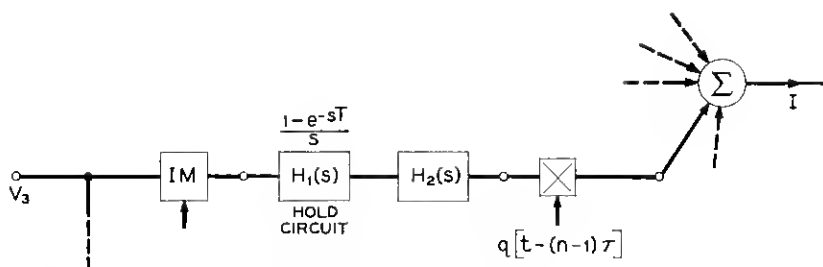 Σ
I
1-e^-sT
s
V3
IM
H1(s)
H2(s)
HOLD
CIRCUIT
q[t-(n-1)τ]